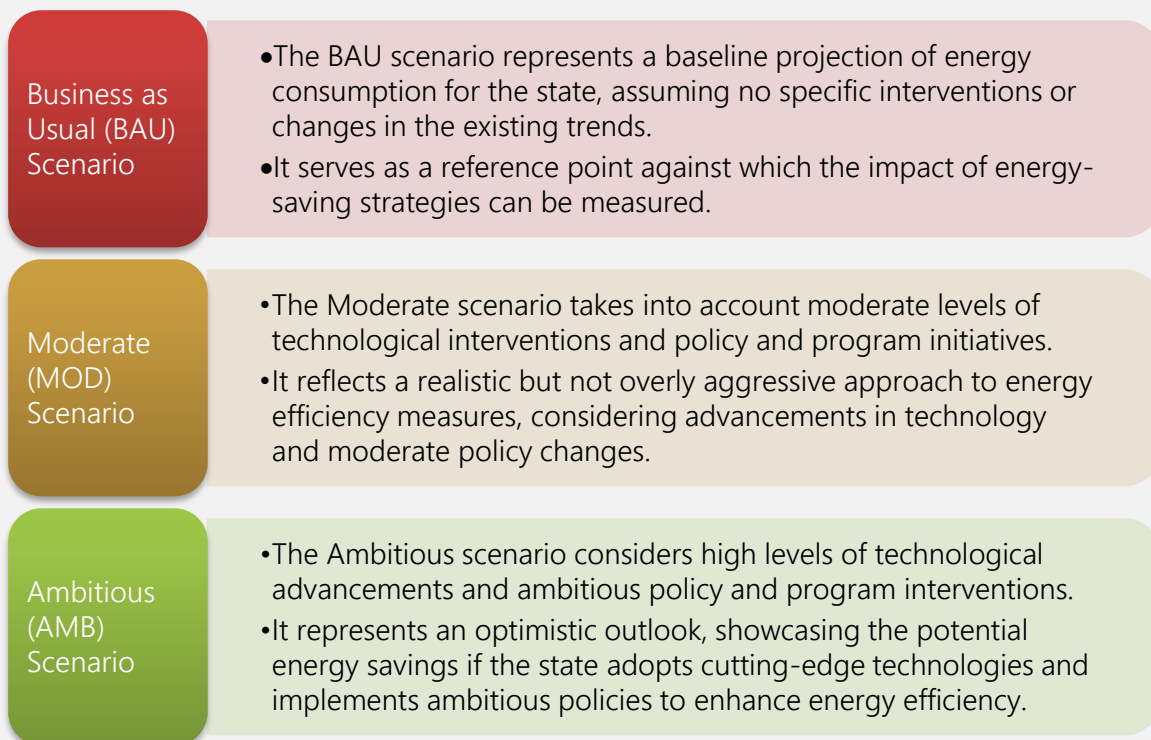 Business as
Usual (BAU)
Scenario
•The BAU scenario represents a baseline projection of energy
consumption for the state, assuming no specific interventions or
changes in the existing trends.
•It serves as a reference point against which the impact of energy-
saving strategies can be measured.
Moderate
(MOD)
Scenario
•The Moderate scenario takes into account moderate levels of
technological interventions and policy and program initiatives.
•It reflects a realistic but not overly aggressive approach to energy
efficiency measures, considering advancements in technology
and moderate policy changes.
Ambitious
(AMB)
Scenario
•The Ambitious scenario considers high levels of technological
advancements and ambitious policy and program interventions.
•It represents an optimistic outlook, showcasing the potential
energy savings if the state adopts cutting-edge technologies and
implements ambitious policies to enhance energy efficiency.